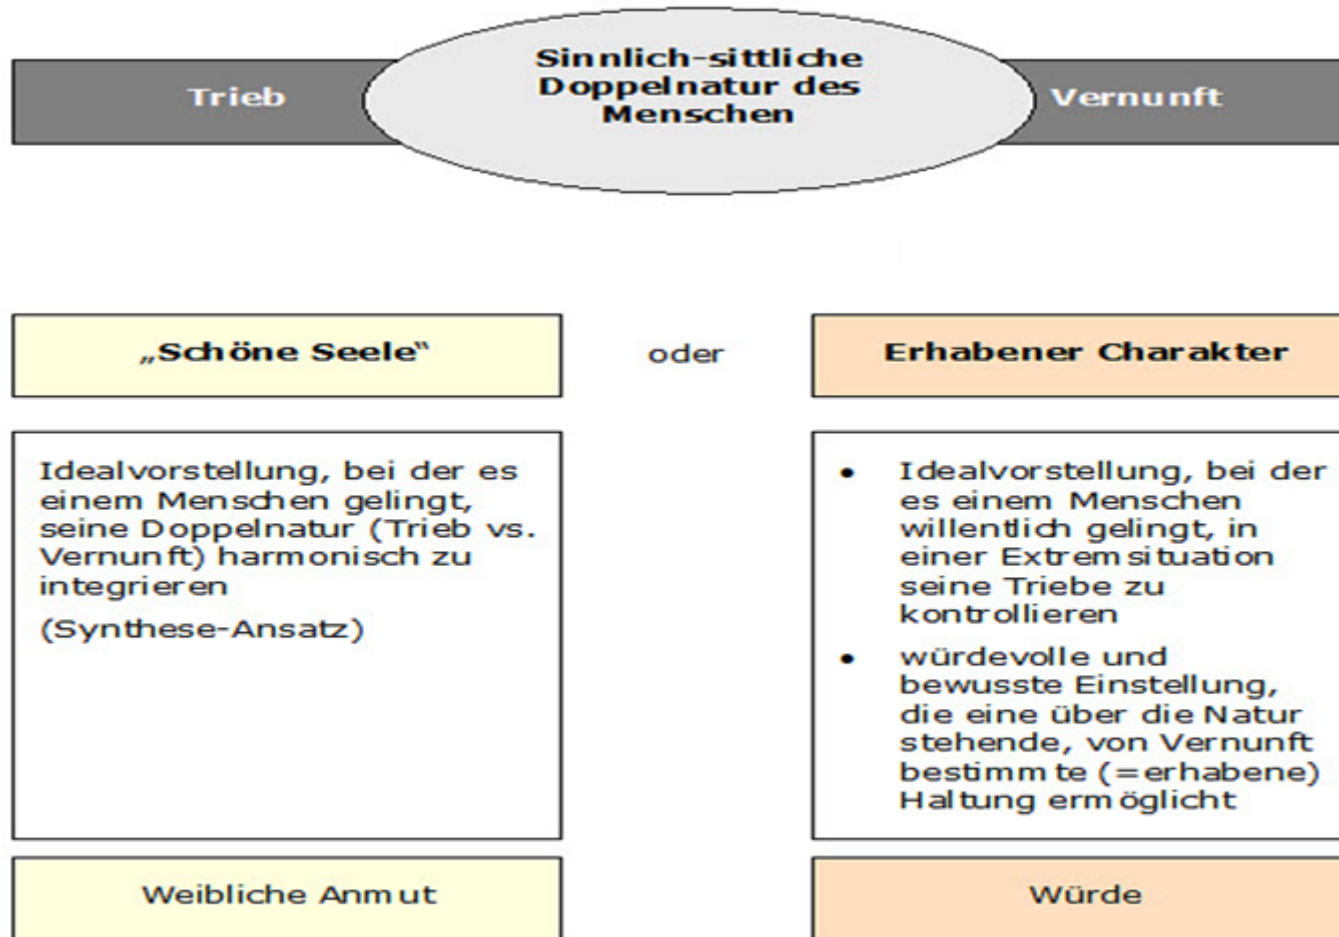 Trieb
Sinnlich-sittliche
Doppelnatur des
Menschen
Vernunft
„Schöne Seele“
oder
Erhabener Charakter
Idealvorstellung, bei der es
einem Menschen gelingt,
seine Doppelnatur (Trieb vs.
Vernunft) harmonisch zu
integrieren
(Synthese-Ansatz)
• Idealvorstellung, bei der
es einem Menschen
willentlich gelingt, in
einer Extremsituation
seine Triebe zu
kontrollieren
• würdevolle und
bewusste Einstellung,
die eine über die Natur
stehende, von Vernunft
bestimmte (=erhabene)
Haltung ermöglicht
Weibliche Anmut
Würde